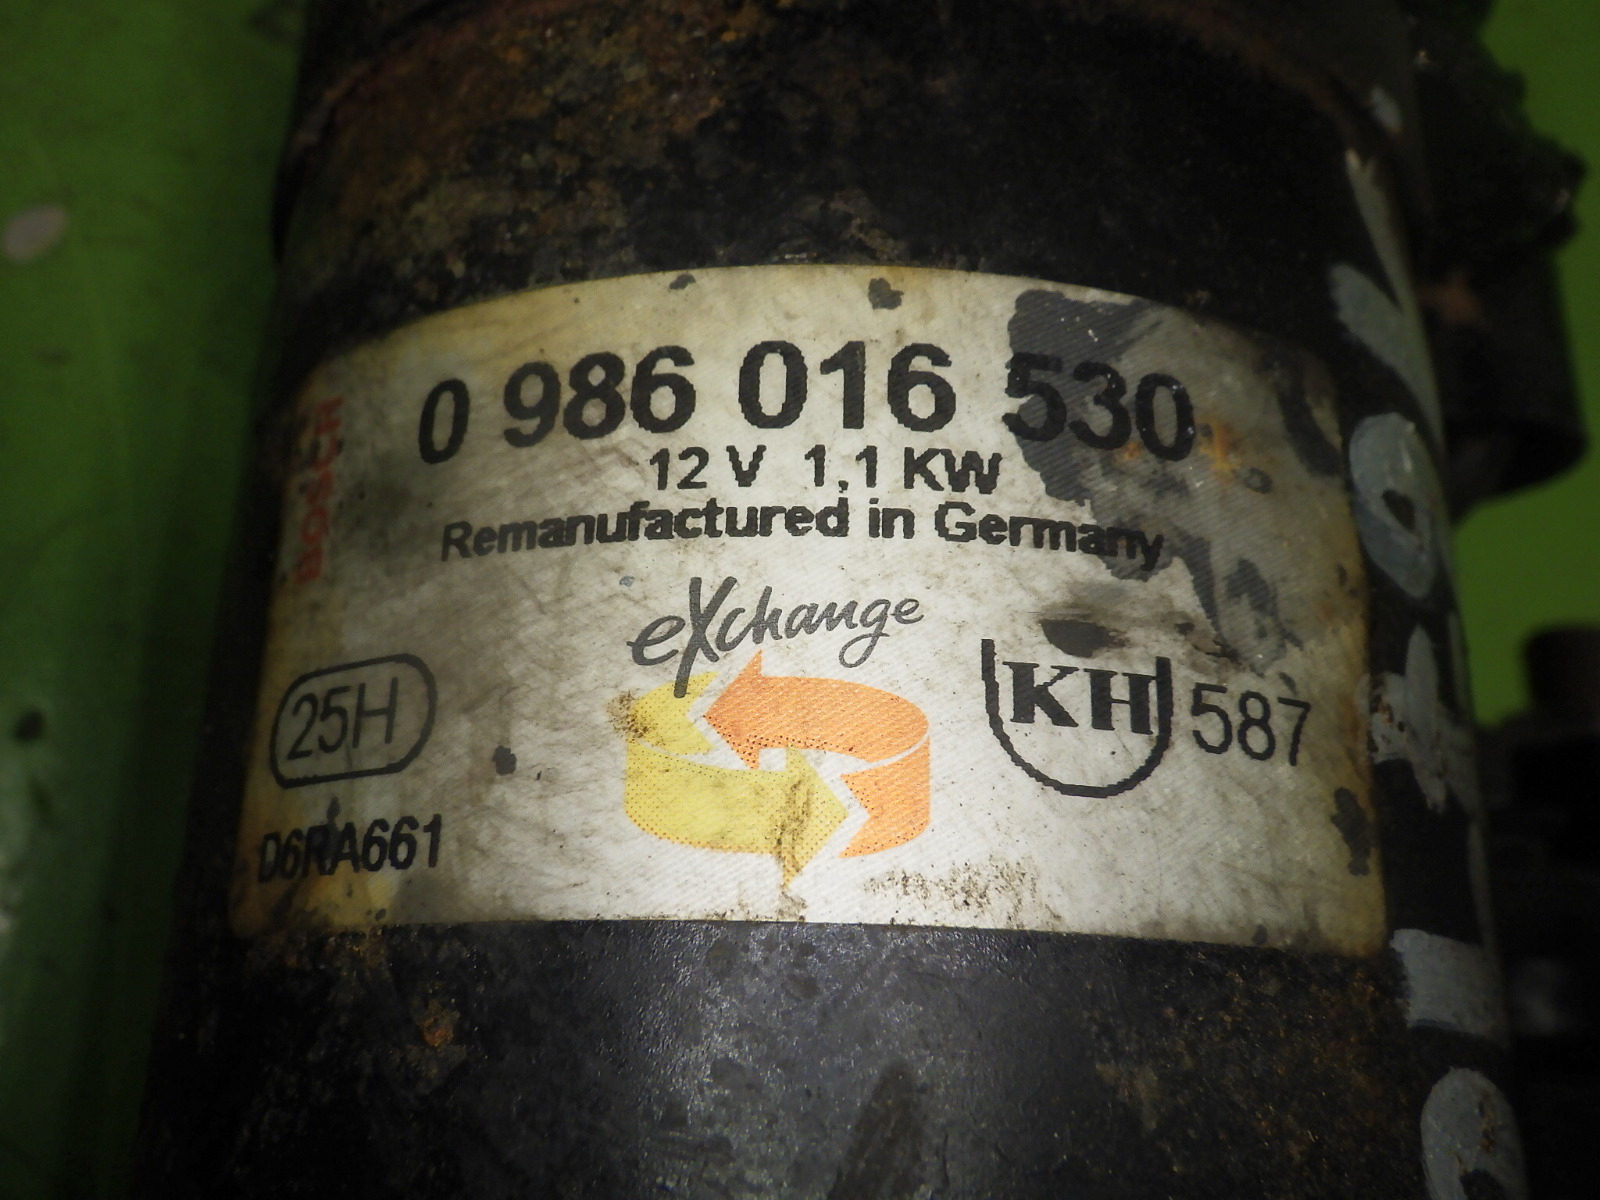 BOSCH
0 986 016 530
12 V 1,1 KW
Remanufactured in Germany
eXchange
25H
KH 587
D6RA661